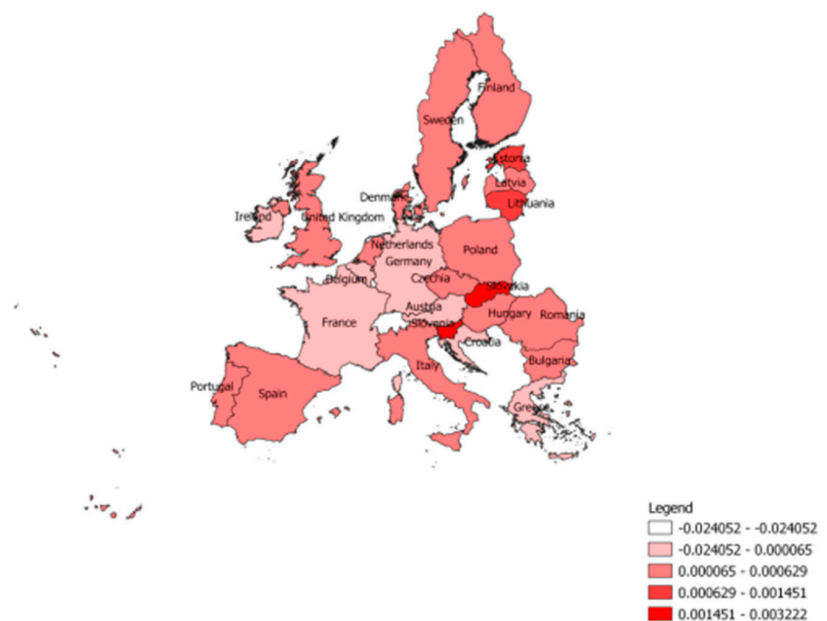 Finland
Sweden
Estonia
Latvia
Denmark
Lithuania
Ireland
United Kingdom
Netherlands
Poland
Germany
Belgium
Czechia
Slovakia
Austria
Hungary
Romania
France
Slovenia
Croatia
Bulgaria
Italy
Portugal
Spain
Greece
Legend
-0.024052 - -0.024052
-0.024052 - 0.000065
0.000065 - 0.000629
0.000629 - 0.001451
0.001451 - 0.003222